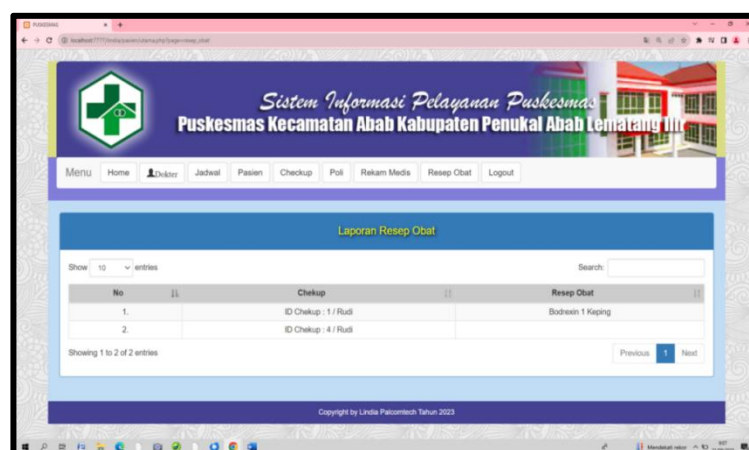 PUSKESMAS
Sistem Informasi Pelayanan Puskesmas
Puskesmas Kecamatan Abab Kabupaten Penukal Abab Lematang Ilir
Menu Home Dokter Jadwal Pasien Checkup Poli Rekam Medis Resep Obat Logout
Laporan Resep Obat
Show 10 entries Search:
No Chekup Resep Obat
1. ID Chekup : 1 / Rudi Bodrexin 1 Keping
2. ID Chekup : 4 / Rudi
Showing 1 to 2 of 2 entries Previous 1 Next
Copyright by Lindia Palcomtech Tahun 2023
Mendekati rekor